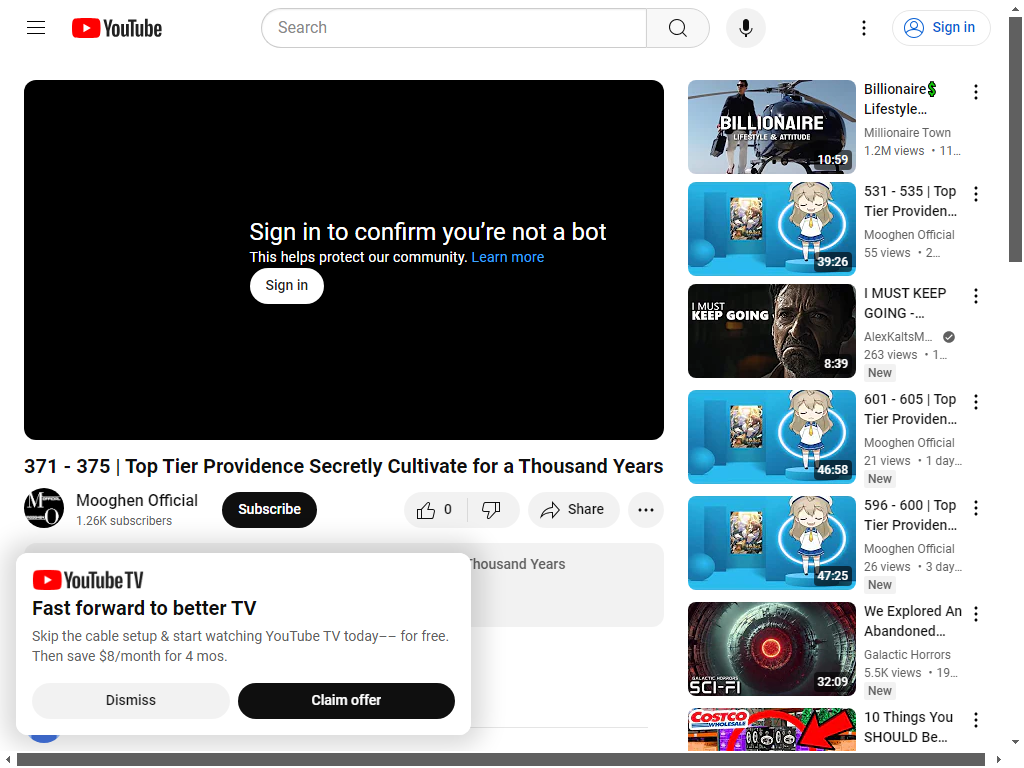 YouTube
Search
Sign in
Sign in to confirm you’re not a bot
This helps protect our community. Learn more
Sign in
371 - 375 | Top Tier Providence Secretly Cultivate for a Thousand Years
Mooghen Official
1.26K subscribers
Subscribe
0
Share
Thousand Years
YouTube TV
Fast forward to better TV
Skip the cable setup & start watching YouTube TV today–– for free.
Then save $8/month for 4 mos.
Dismiss
Claim offer
BILLIONAIRE
LIFESTYLE & ATTITUDE
10:59
Billionaire
Lifestyle…
Millionaire Town
1.2M views • 11…
39:26
531 - 535 | Top
Tier Providen…
Mooghen Official
55 views • 2…
I MUST
KEEP GOING
8:39
I MUST KEEP
GOING -…
AlexKaltsM…
263 views • 1…
New
46:58
601 - 605 | Top
Tier Providen…
Mooghen Official
21 views • 1 day…
New
47:25
596 - 600 | Top
Tier Providen…
Mooghen Official
26 views • 3 day…
New
GALACTIC HORRORS
SCI-FI
32:09
We Explored An
Abandoned…
Galactic Horrors
5.5K views • 19…
New
COSTCO
WHOLESALE
10 Things You
SHOULD Be…